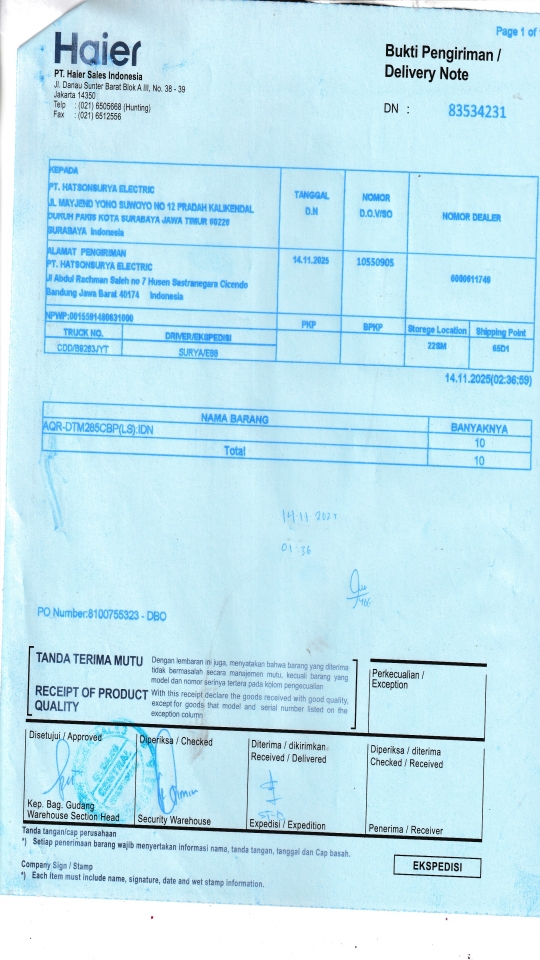 Page 1 of
Haier
PT. Haier Sales Indonesia
Jl. Danau Sunter Barat Blok A III, No. 38 - 39
Jakarta 14350
Telp : (021) 6505668 (Hunting)
Fax : (021) 6512556
Bukti Pengiriman /
Delivery Note
DN : 83534231
KEPADA
PT. HATSONSURYA ELECTRIC
JL MAYJEND YONO SUWOYO NO 12 PRADAH KALIKENDAL
DUKUH PAKIS KOTA SURABAYA JAWA TIMUR 60226
SURABAYA Indonesia
TANGGAL
D.N
NOMOR
D.O.V/SO
NOMOR DEALER
ALAMAT PENGIRIMAN
PT. HATSONSURYA ELECTRIC
Jl Abdul Rachman Saleh no 7 Husen Sastranegara Cicendo
Bandung Jawa Barat 40174 Indonesia
14.11.2025
10550905
NPWP:0015591480631000
TRUCK NO.
DRIVER/EKSPEDISI
PKP
BPKP
Storege Location
Shipping Point
CDD/B9263/YT
22SM
65D1
14.11.2025(02:36:59)
NAMA BARANG
BANYAKNYA
AQR-DTM285CBP(LS):IDN
10
Total
10
14 11 2025
01:36
PO Number:8100755323 - DBO
TANDA TERIMA MUTU
Dengan lembaran ini juga, menyatakan bahwa barang yang diterima
tidak bermasalah secara manajemen mutu, kecuali barang yang
model dan nomor serinya tertera pada kolom pengecualian
RECEIPT OF PRODUCT
QUALITY
With this receipt declare the goods received with good quality,
except for goods that model and serial number listed on the
exception column
Perkecualian /
Exception
Disetujui / Approved
Diperiksa / Checked
Diterima / dikirimkan
Received / Delivered
Diperiksa / diterima
Checked / Received
Kep. Bag. Gudang
Warehouse Section Head
Security Warehouse
Expedisi / Expedition
Penerima / Receiver
Tanda tangan/cap perusahaan
*) Setiap penerimaan barang wajib menyertakan informasi name, tanda tangan, tanggal dan Cap basah.
EKSPEDISI
Company Sign / Stamp
*) Each item must include name, signature, date and wet stamp information.